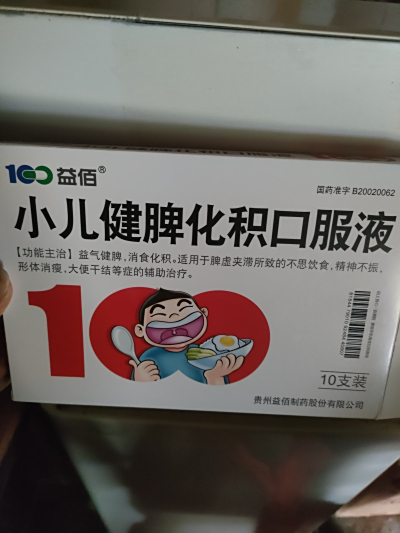 100 益佰®
国药准字 B20020062
小儿健脾化积口服液
【功能主治】益气健脾,消食化积。适用于脾虚夹滞所致的不思饮食,精神不振,
形体消瘦,大便干结等症的辅助治疗。
100
10支装
贵州益佰制药股份有限公司